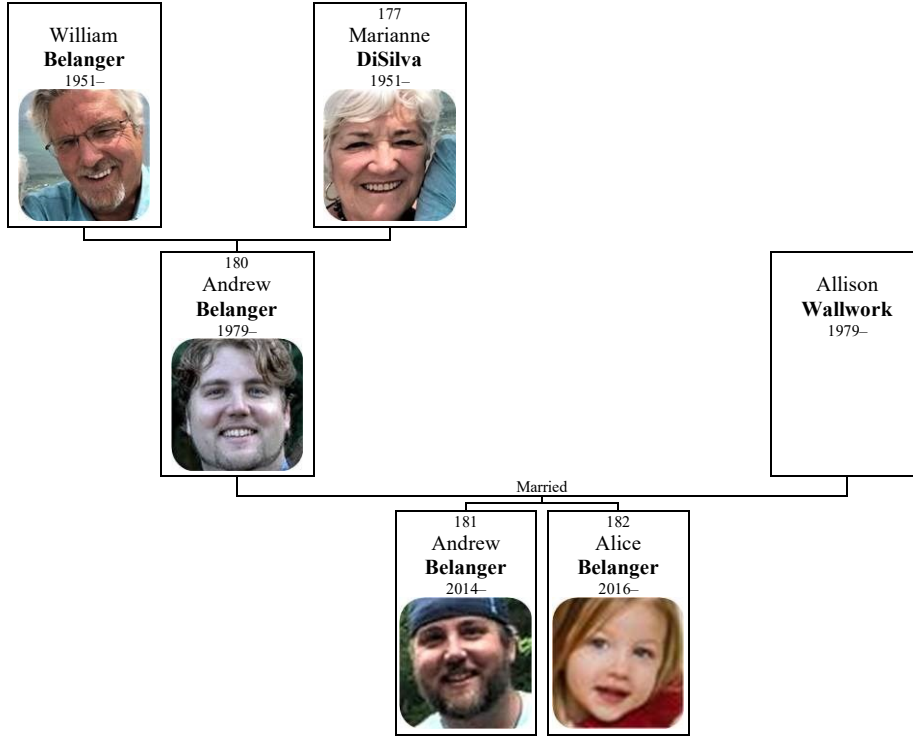 William
Belanger
1951–
177
Marianne
DiSilva
1951–
180
Andrew
Belanger
1979–
Allison
Wallwork
1979–
Married
181
Andrew
Belanger
2014–
182
Alice
Belanger
2016–